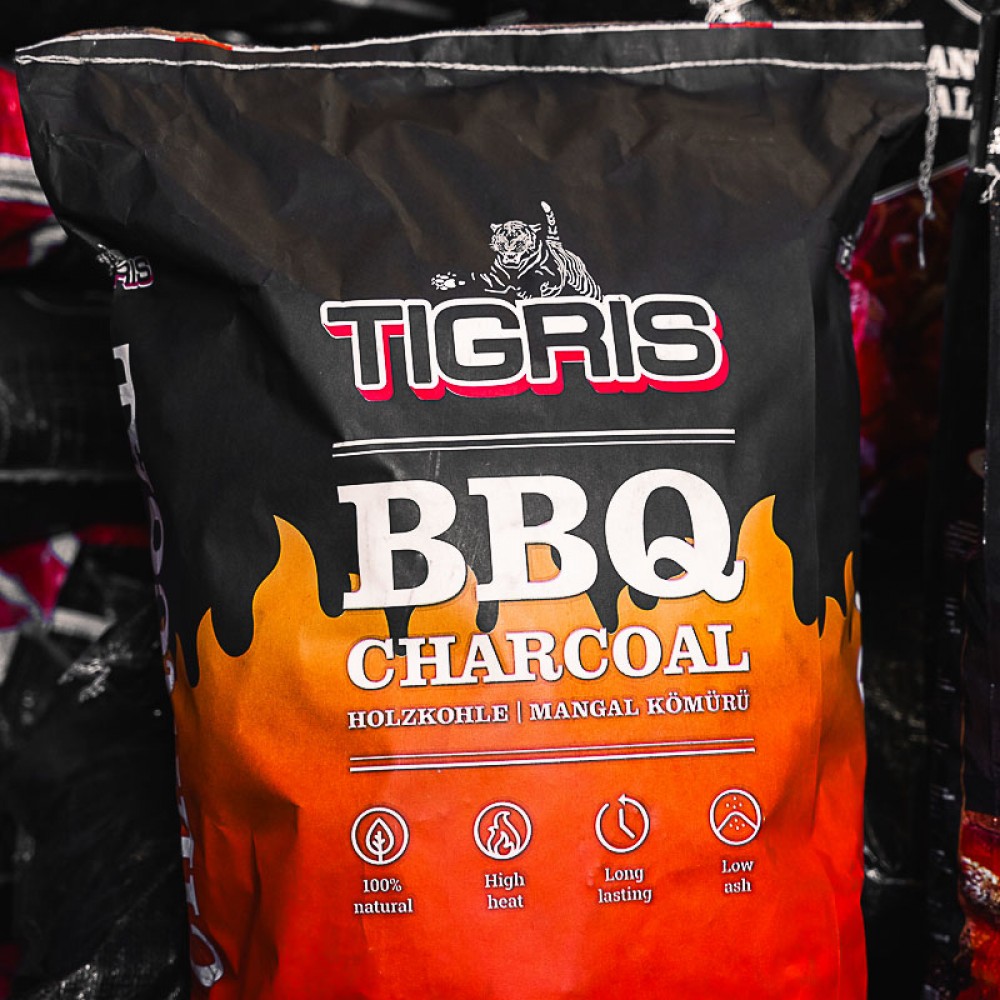 TIGRIS
BBQ
CHARCOAL
HOLZKOHLE | MANGAL KÖMÜRÜ
100%
natural
High
heat
Long
lasting
Low
ash